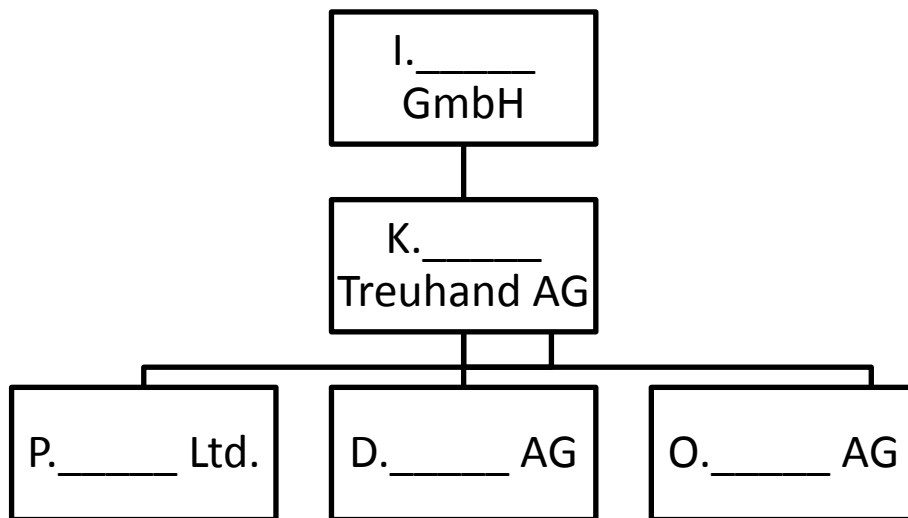 I._____
GmbH
K._____
Treuhand AG
P._____ Ltd.
D._____ AG
O._____ AG